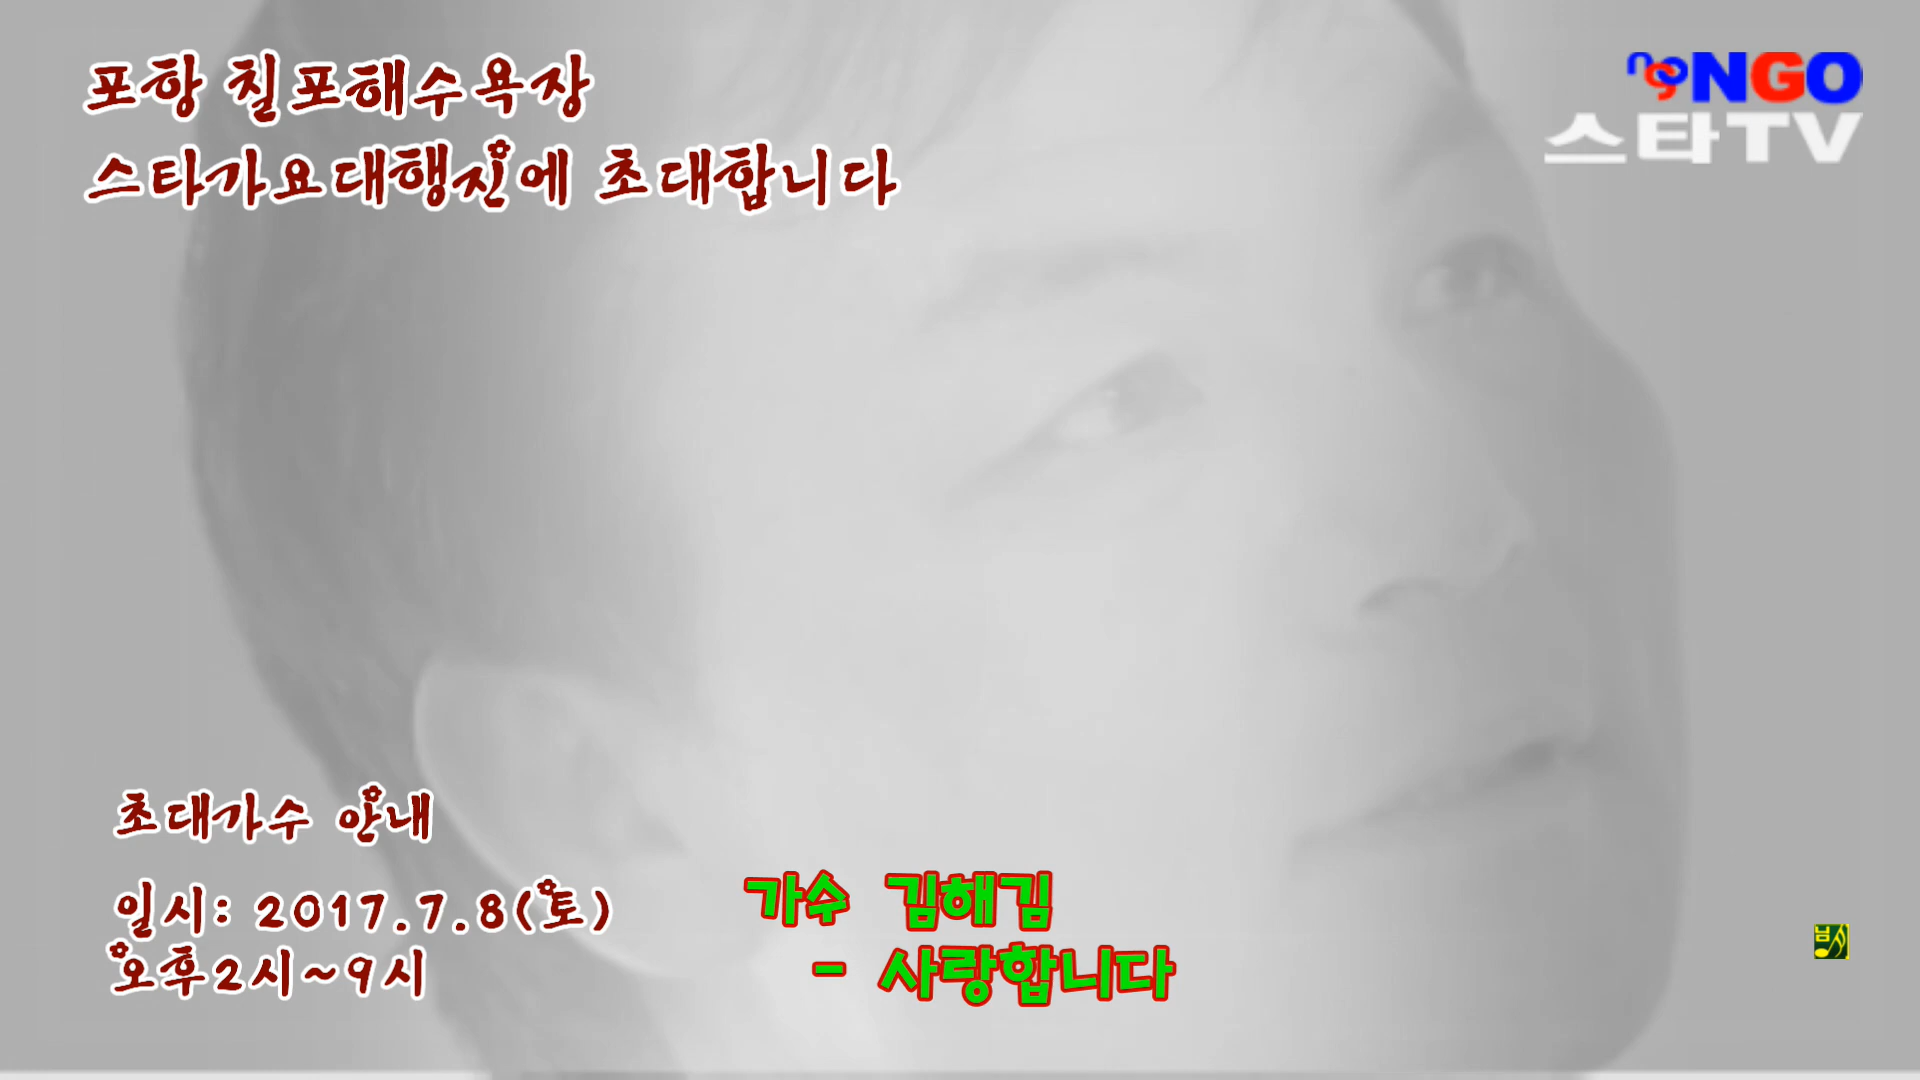 포항 칠포해수욕장
스타가요대행진에 초대합니다
NGO
스타TV
초대가수 안내
일시: 2017.7.8(토)
오후2시~9시
가수 김해김
- 사랑합니다